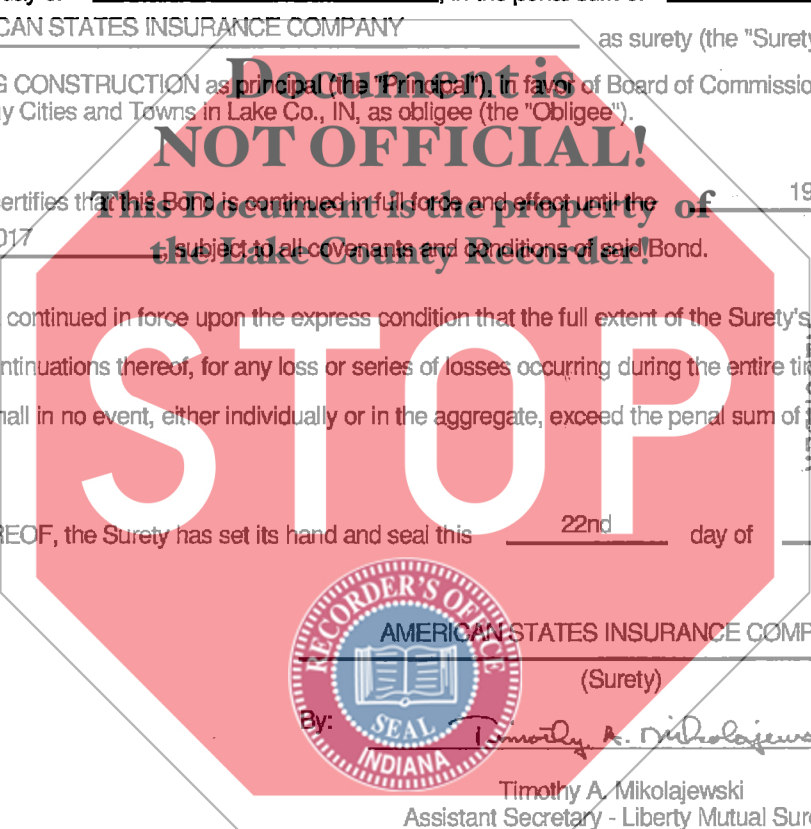 CAN STATES INSURANCE COMPANY as surety (the "Surety
G CONSTRUCTION as principal (the "Principal"), in favor of Board of Commissio
y Cities and Towns in Lake Co., IN, as obligee (the "Obligee").
Document is
NOT OFFICIAL!
This Document is the property of
the Lake County Recorder!
ertifies that this Bond is continued in full force and effect until the 19
017 , subject to all covenants and conditions of said Bond.
continued in force upon the express condition that the full extent of the Surety's
ntinuations thereof, for any loss or series of losses occurring during the entire ti
hall in no event, either individually or in the aggregate, exceed the penal sum of
STOP
REOF, the Surety has set its hand and seal this 22nd day of
RECORDER'S OFFICE
SEAL
INDIANA
AMERICAN STATES INSURANCE COMP
(Surety)
By: Timothy A. Mikolajews
Timothy A. Mikolajewski
Assistant Secretary - Liberty Mutual Sur